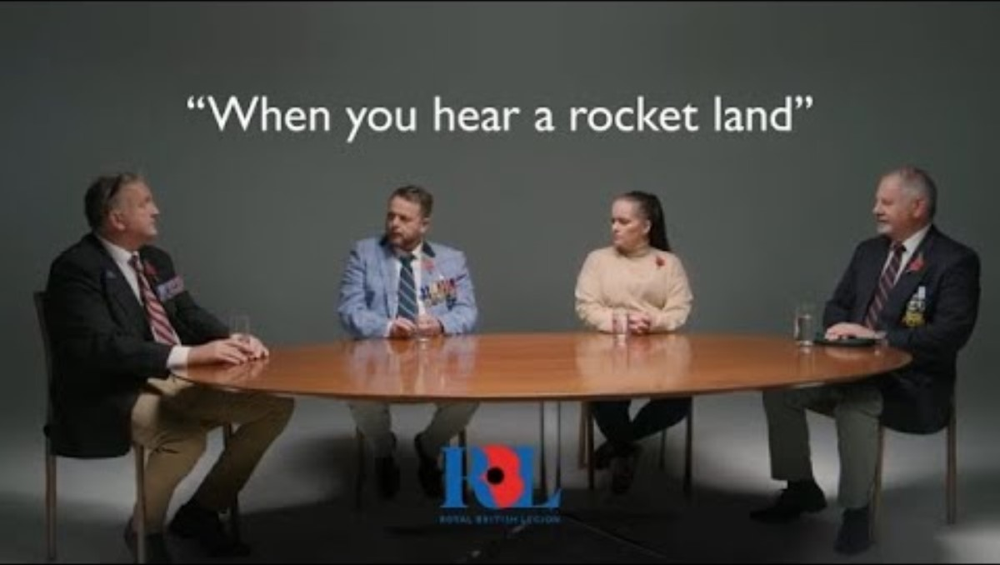 “When you hear a rocket land”
RBL
ROYAL BRITISH LEGION